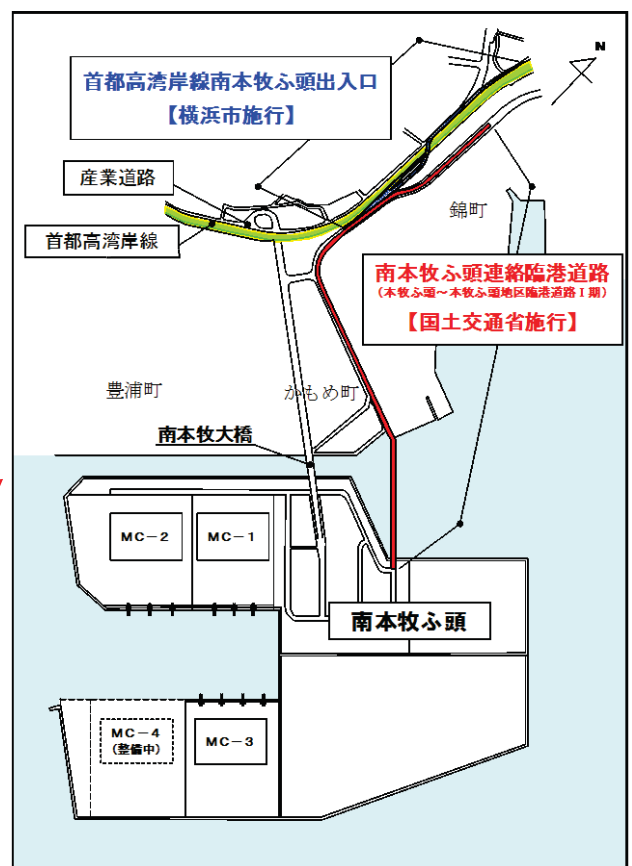 首都高湾岸線南本牧ふ頭出入口
【横浜市施行】
N
産業道路
首都高湾岸線
錦町
南本牧ふ頭連絡臨港道路
(本牧ふ頭～本牧ふ頭地区臨港道路Ⅰ期)
【国土交通省施行】
豊浦町
かもめ町
南本牧大橋
MC－2
MC－1
南本牧ふ頭
MC－4
(整備中)
MC－3